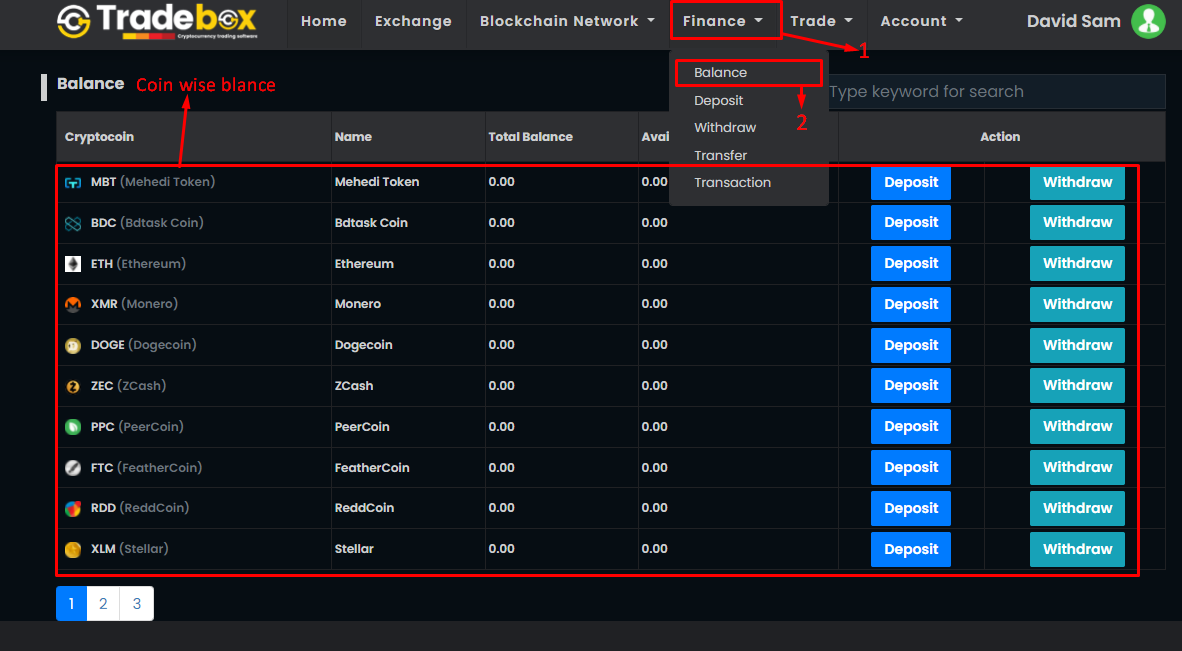 Tradebox
Cryptocurrency trading software
Home Exchange Blockchain Network Finance Trade Account David Sam
1
Balance Coin wise blance
Balance
Deposit
Withdraw
Transfer
Transaction
2
Type keyword for search
Cryptocoin Name Total Balance Avai Action
MBT (Mehedi Token) Mehedi Token 0.00 0.00 Deposit Withdraw
BDC (Bdtask Coin) Bdtask Coin 0.00 0.00 Deposit Withdraw
ETH (Ethereum) Ethereum 0.00 0.00 Deposit Withdraw
XMR (Monero) Monero 0.00 0.00 Deposit Withdraw
DOGE (Dogecoin) Dogecoin 0.00 0.00 Deposit Withdraw
ZEC (ZCash) ZCash 0.00 0.00 Deposit Withdraw
PPC (PeerCoin) PeerCoin 0.00 0.00 Deposit Withdraw
FTC (FeatherCoin) FeatherCoin 0.00 0.00 Deposit Withdraw
RDD (ReddCoin) ReddCoin 0.00 0.00 Deposit Withdraw
XLM (Stellar) Stellar 0.00 0.00 Deposit Withdraw
1 2 3